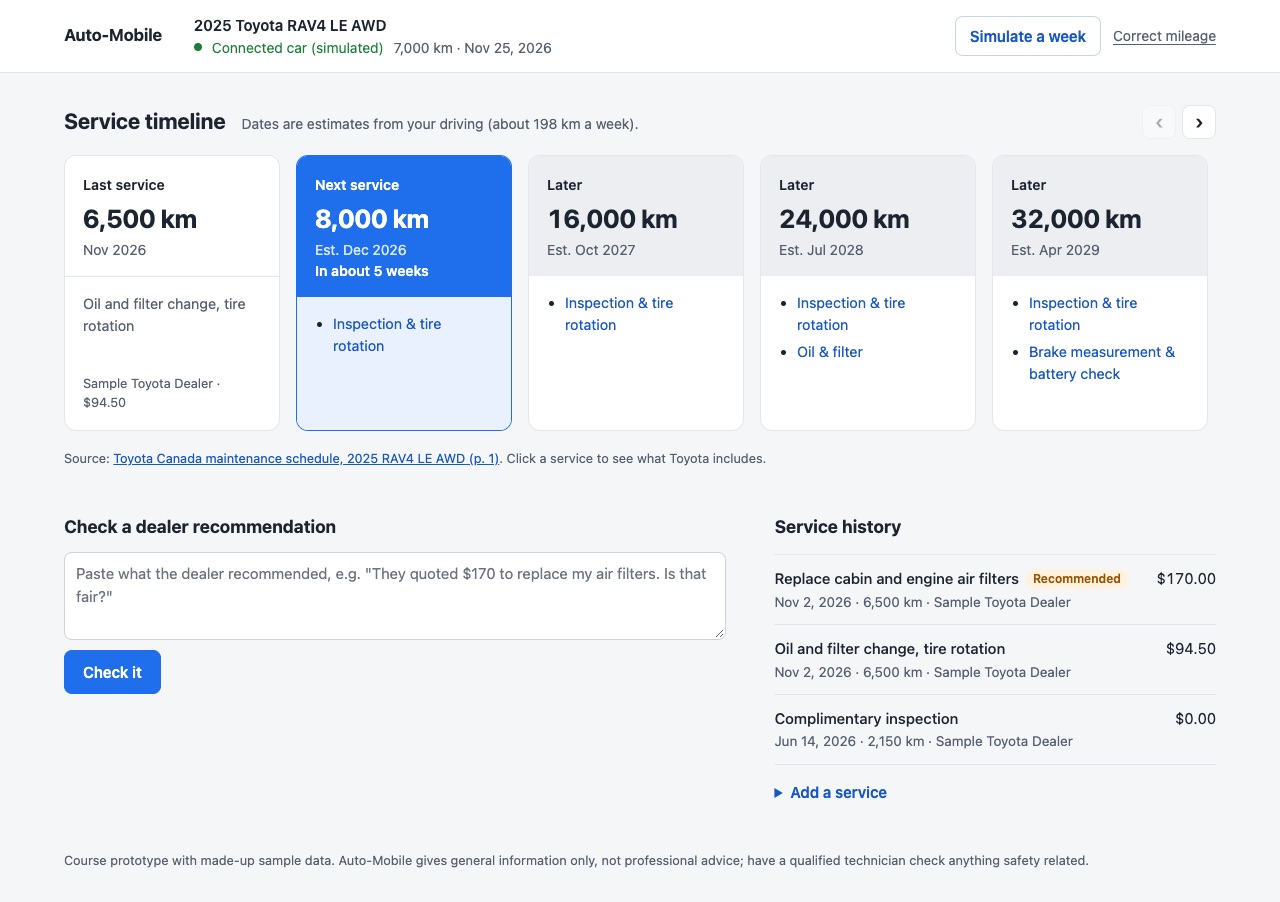 Auto-Mobile
2025 Toyota RAV4 LE AWD
Connected car (simulated) 7,000 km · Nov 25, 2026
Simulate a week
Correct mileage
Service timeline
Dates are estimates from your driving (about 198 km a week).
‹
›
Last service
6,500 km
Nov 2026
Oil and filter change, tire
rotation
Sample Toyota Dealer ·
$94.50
Next service
8,000 km
Est. Dec 2026
In about 5 weeks
• Inspection & tire
rotation
Later
16,000 km
Est. Oct 2027
• Inspection & tire
rotation
Later
24,000 km
Est. Jul 2028
• Inspection & tire
rotation
• Oil & filter
Later
32,000 km
Est. Apr 2029
• Inspection & tire
rotation
• Brake measurement &
battery check
Source: Toyota Canada maintenance schedule, 2025 RAV4 LE AWD (p. 1). Click a service to see what Toyota includes.
Check a dealer recommendation
Paste what the dealer recommended, e.g. "They quoted $170 to replace my air filters. Is that
fair?"
Check it
Service history
Replace cabin and engine air filters Recommended $170.00
Nov 2, 2026 · 6,500 km · Sample Toyota Dealer
Oil and filter change, tire rotation $94.50
Nov 2, 2026 · 6,500 km · Sample Toyota Dealer
Complimentary inspection $0.00
Jun 14, 2026 · 2,150 km · Sample Toyota Dealer
Add a service
Course prototype with made-up sample data. Auto-Mobile gives general information only, not professional advice; have a qualified technician check anything safety related.